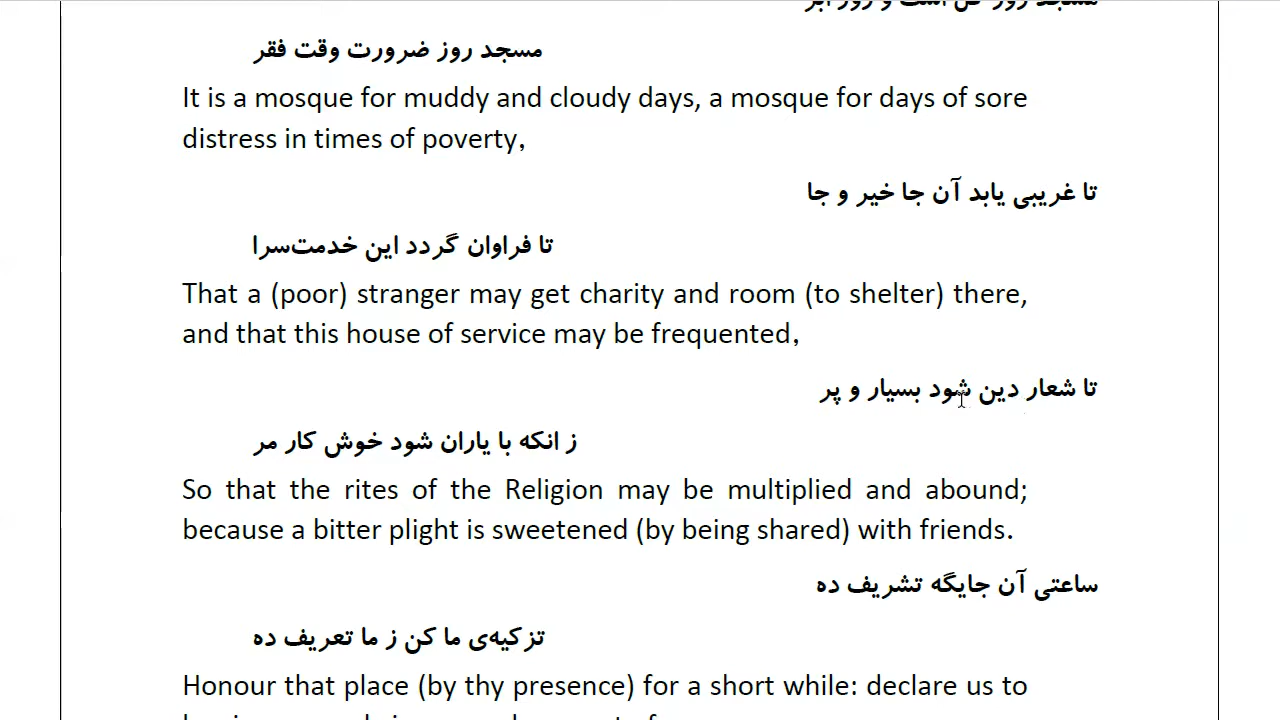 مسجد روز گل است و روز ابر
مسجد روز ضرورت وقت فقر
It is a mosque for muddy and cloudy days, a mosque for days of sore
distress in times of poverty,
تا غریبی یابد آن جا خیر و جا
تا فراوان گردد این خدمت‌سرا
That a (poor) stranger may get charity and room (to shelter) there,
and that this house of service may be frequented,
تا شعار دین شود بسیار و پر
ز انکه با یاران شود خوش کار مر
So that the rites of the Religion may be multiplied and abound;
because a bitter plight is sweetened (by being shared) with friends.
ساعتی آن جایگه تشریف ده
تزکیه‌ی ما کن ز ما تعریف ده
Honour that place (by thy presence) for a short while: declare us to